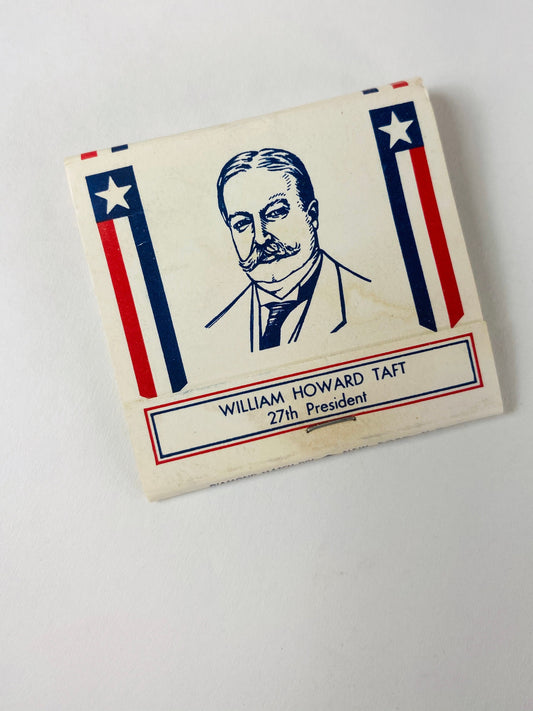 WILLIAM HOWARD TAFT
27th President